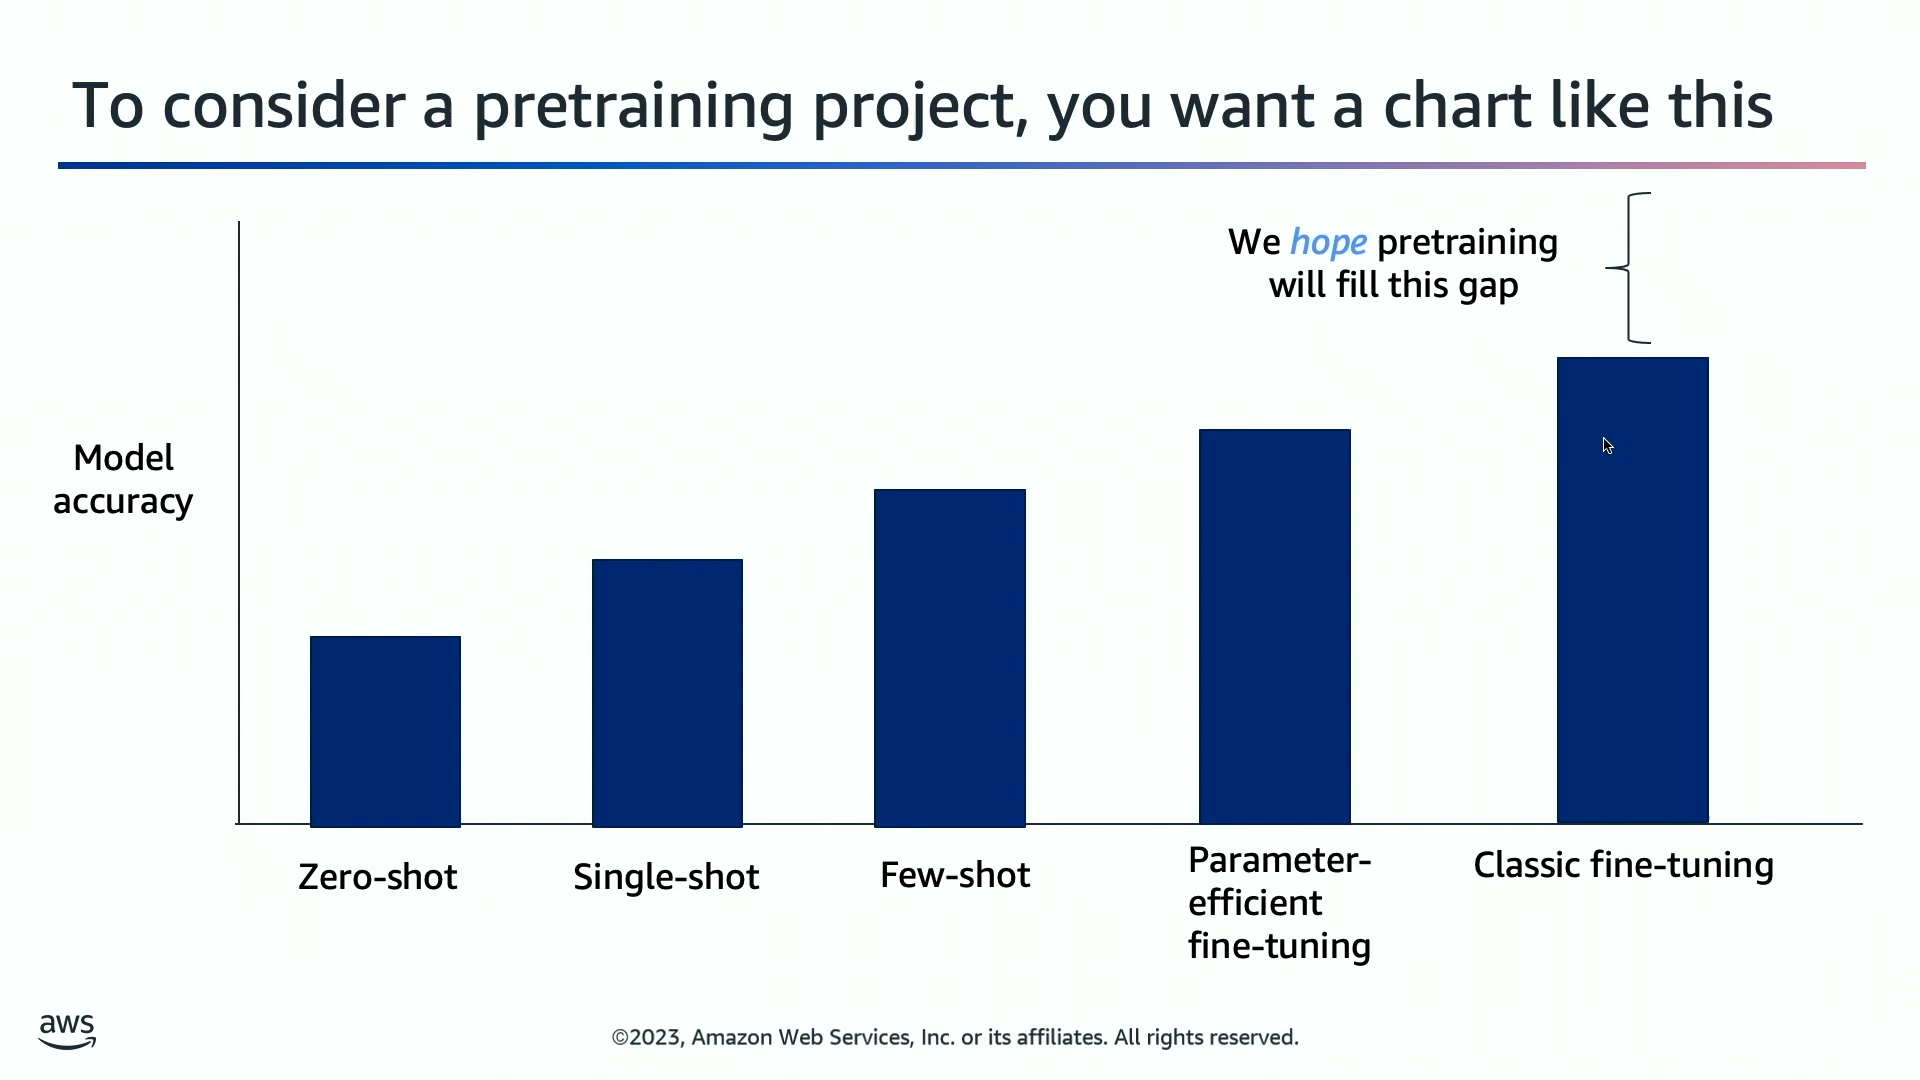 To consider a pretraining project, you want a chart like this
We hope pretraining
will fill this gap
Model
accuracy
Zero-shot
Single-shot
Few-shot
Parameter-
efficient
fine-tuning
Classic fine-tuning
aws
©2023, Amazon Web Services, Inc. or its affiliates. All rights reserved.